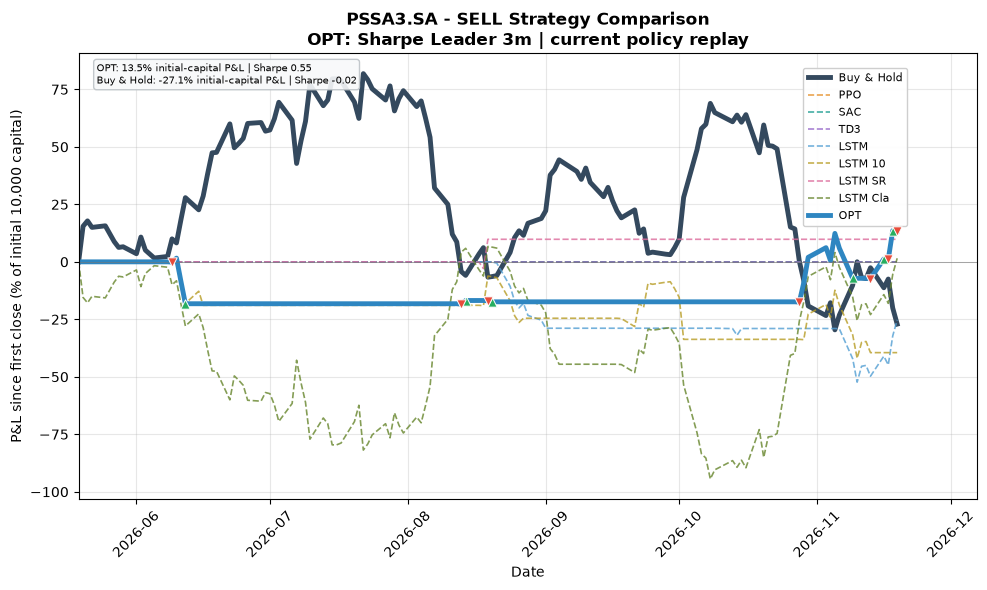 PSSA3.SA - SELL Strategy Comparison
OPT: Sharpe Leader 3m | current policy replay
OPT: 13.5% initial-capital P&L | Sharpe 0.55
Buy & Hold: -27.1% initial-capital P&L | Sharpe -0.02
Buy & Hold
PPO
SAC
TD3
LSTM
LSTM 10
LSTM SR
LSTM Cla
OPT
P&L since first close (% of initial 10,000 capital)
75
50
25
0
−25
−50
−75
−100
2026-06
2026-07
2026-08
2026-09
2026-10
2026-11
2026-12
Date